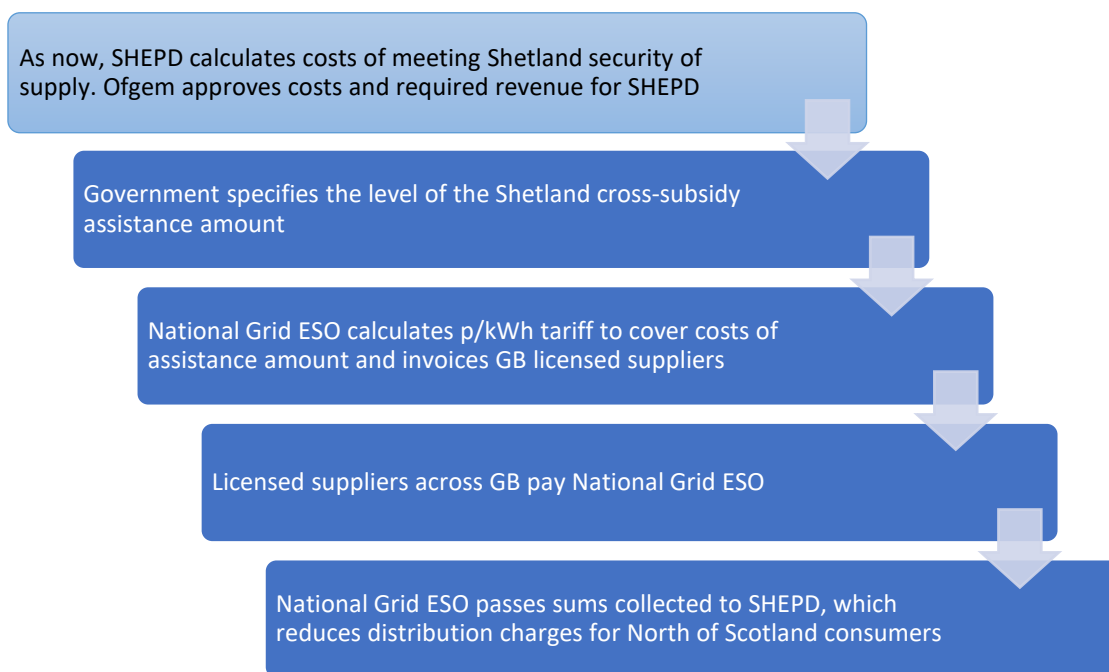 As now, SHEPD calculates costs of meeting Shetland security of
supply. Ofgem approves costs and required revenue for SHEPD
Government specifies the level of the Shetland cross-subsidy
assistance amount
National Grid ESO calculates p/kWh tariff to cover costs of
assistance amount and invoices GB licensed suppliers
Licensed suppliers across GB pay National Grid ESO
National Grid ESO passes sums collected to SHEPD, which
reduces distribution charges for North of Scotland consumers